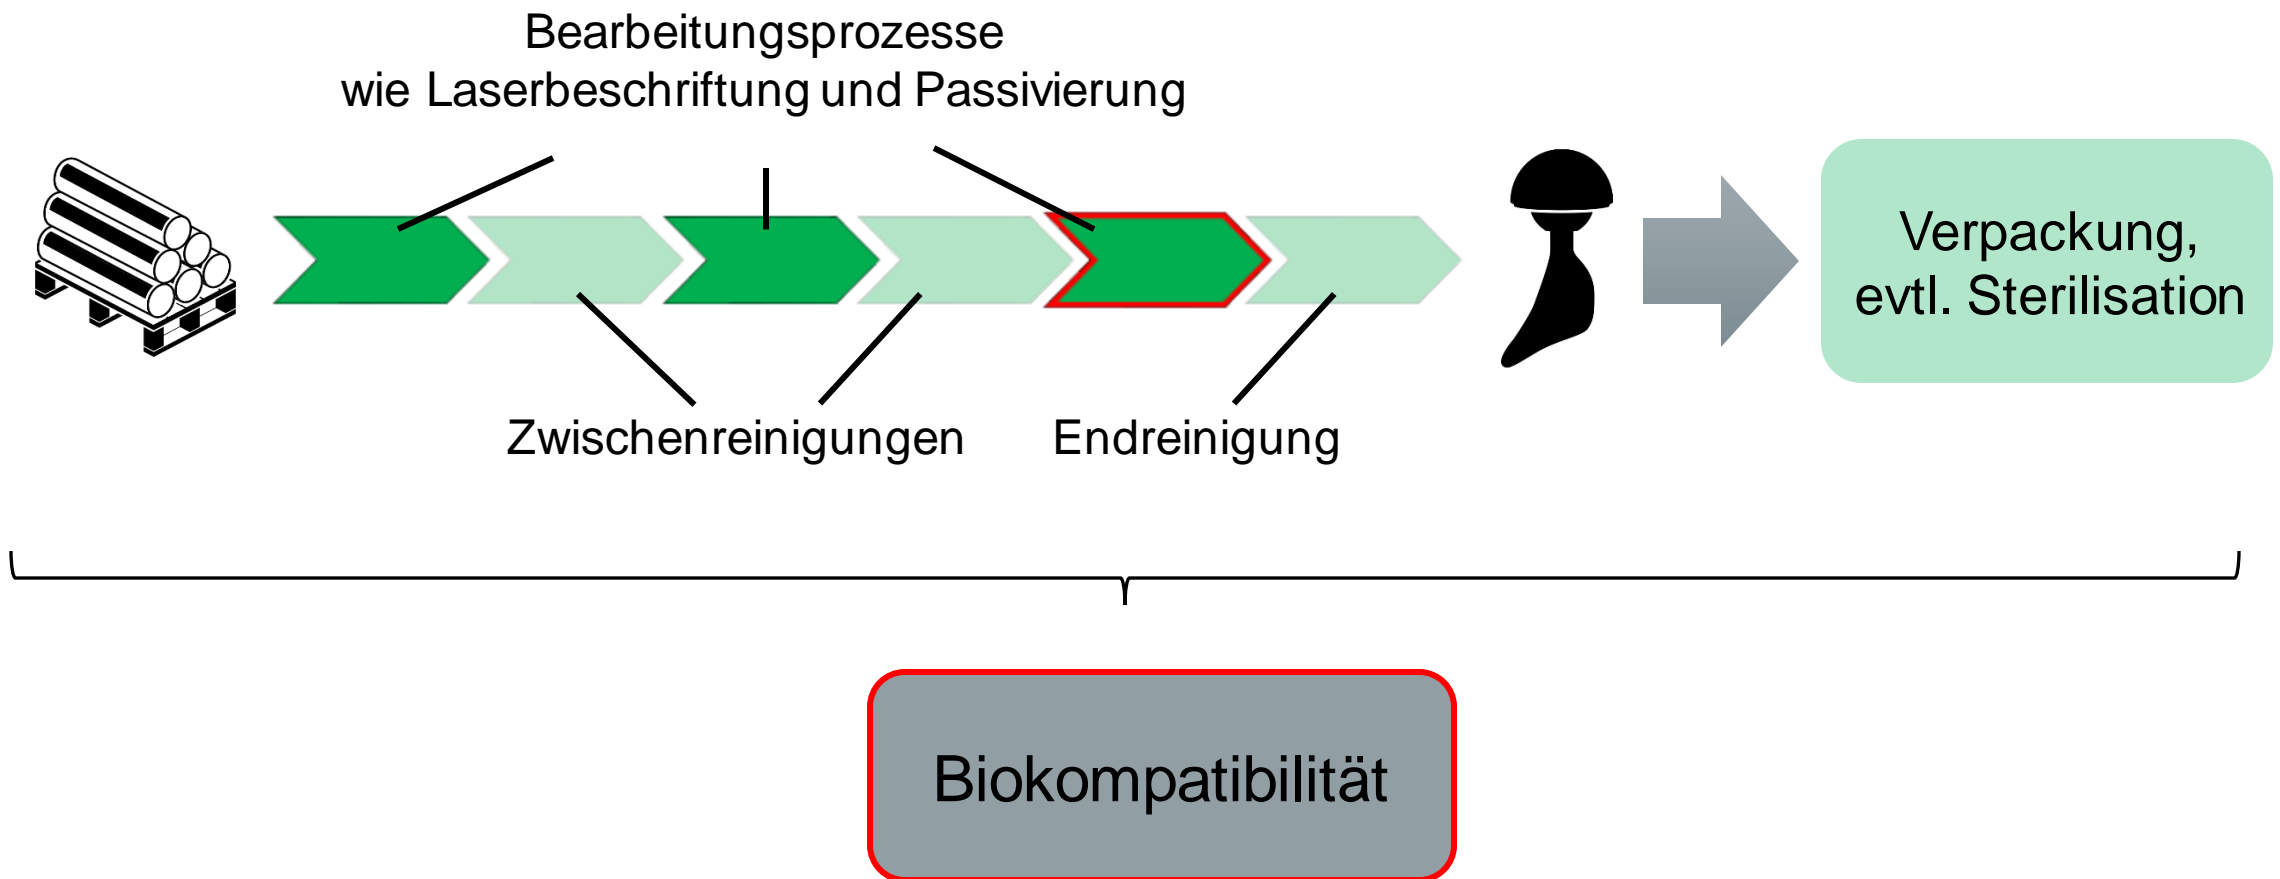 Bearbeitungsprozesse
wie Laserbeschriftung und Passivierung
Verpackung,
evtl. Sterilisation
Zwischenreinigungen
Endreinigung
Biokompatibilität